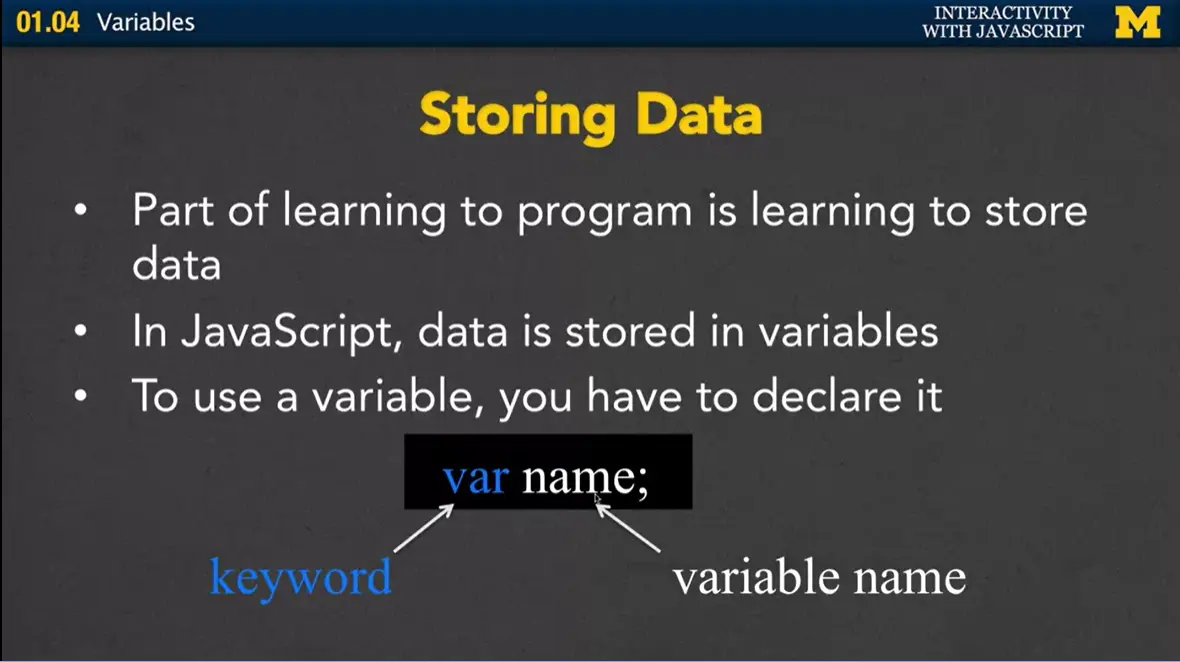 01.04 Variables
INTERACTIVITY
WITH JAVASCRIPT
M
Storing Data
• Part of learning to program is learning to store
data
• In JavaScript, data is stored in variables
• To use a variable, you have to declare it
var name;
keyword
variable name